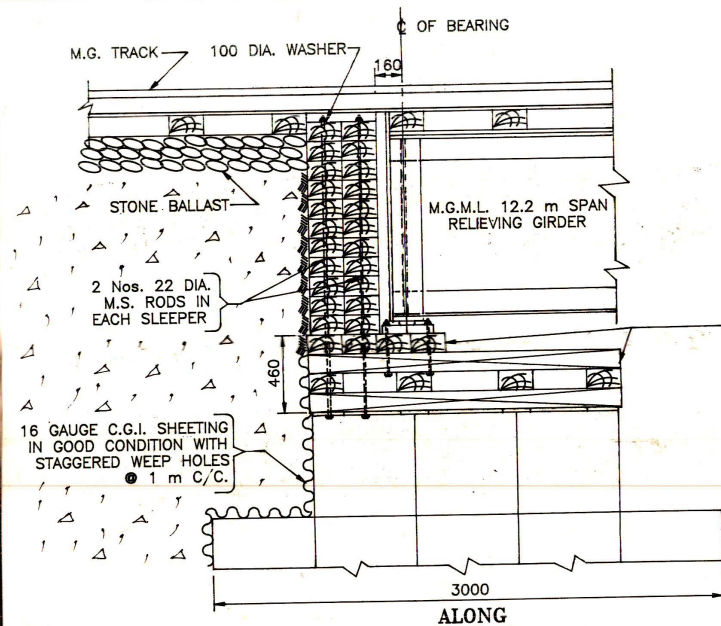 ℄ OF BEARING
M.G. TRACK
100 DIA. WASHER
160
STONE BALLAST
M.G.M.L. 12.2 m SPAN
RELIEVING GIRDER
2 Nos. 22 DIA.
M.S. RODS IN
EACH SLEEPER
460
16 GAUGE C.G.I. SHEETING
IN GOOD CONDITION WITH
STAGGERED WEEP HOLES
@ 1 m C/C.
3000
ALONG